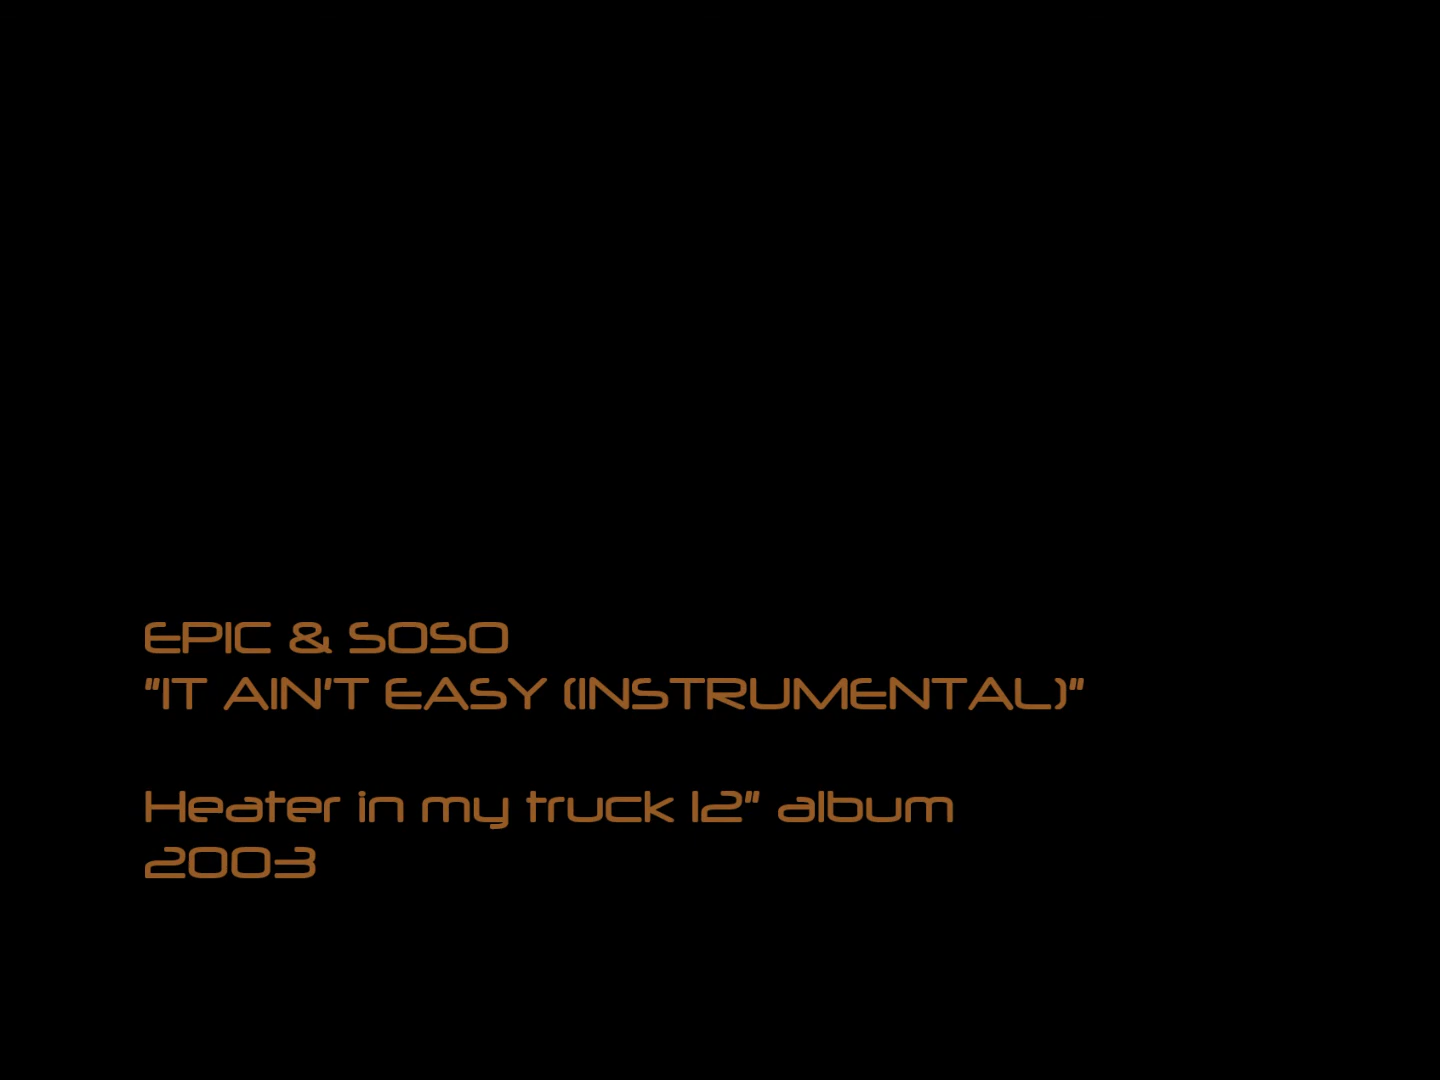 EPIC & SOSO
"IT AIN'T EASY (INSTRUMENTAL)"
Heater in my truck 12" album
2003